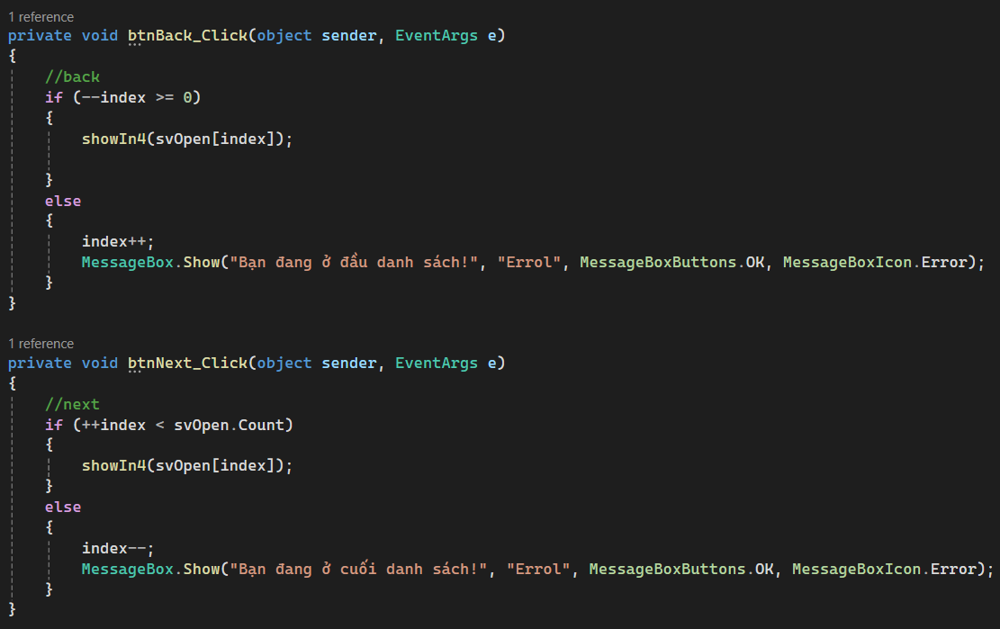 1 reference
private void btnBack_Click(object sender, EventArgs e)
{
    //back
    if (--index >= 0)
    {
        showIn4(svOpen[index]);

    }
    else
    {
        index++;
        MessageBox.Show("Bạn đang ở đầu danh sách!", "Errol", MessageBoxButtons.OK, MessageBoxIcon.Error);
    }
}

1 reference
private void btnNext_Click(object sender, EventArgs e)
{
    //next
    if (++index < svOpen.Count)
    {
        showIn4(svOpen[index]);
    }
    else
    {
        index--;
        MessageBox.Show("Bạn đang ở cuối danh sách!", "Errol", MessageBoxButtons.OK, MessageBoxIcon.Error);
    }
}